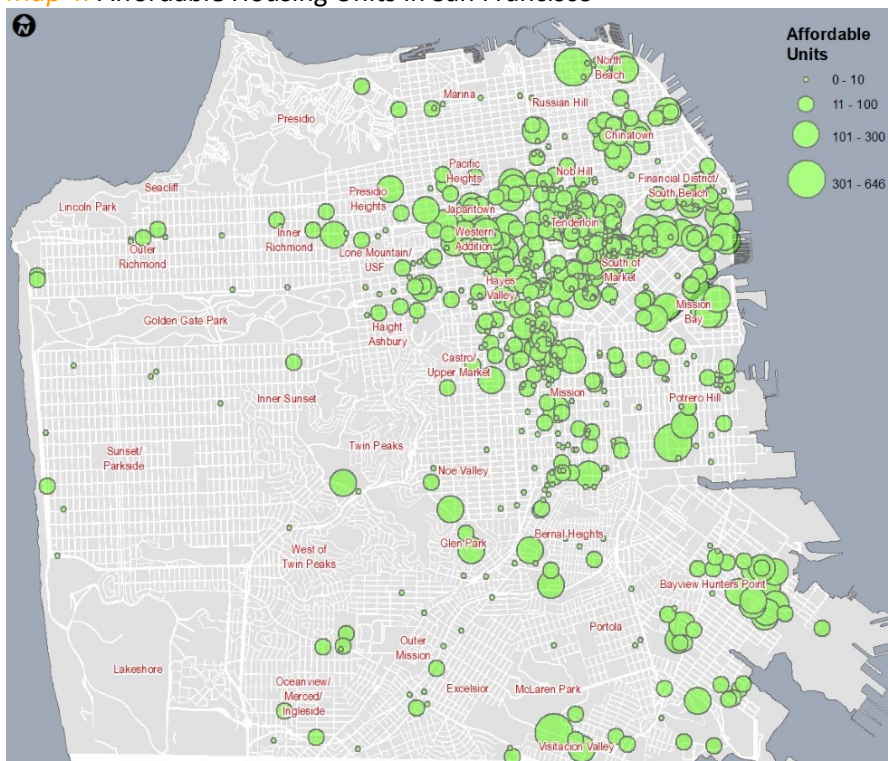 Map 4. Affordable Housing Units in San Francisco
N
Affordable
Units
0 - 10
11 - 100
101 - 300
301 - 646
North
Beach
Marina
Russian Hill
Presidio
Chinatown
Pacific
Heights
Nob Hill
Financial District/
South Beach
Seacliff
Lincoln Park
Presidio
Heights
Japantown
Tenderloin
Western
Addition
Inner
Richmond
Outer
Richmond
Lone Mountain/
USF
South of
Market
Hayes
Valley
Mission
Bay
Golden Gate Park
Haight
Ashbury
Castro/
Upper Market
Inner Sunset
Mission
Potrero Hill
Sunset/
Parkside
Twin Peaks
Noe Valley
West of
Twin Peaks
Glen Park
Bernal Heights
Bayview Hunters Point
Portola
Lakeshore
Outer
Mission
Oceanview/
Merced/
Ingleside
Excelsior
McLaren Park
Visitacion Valley